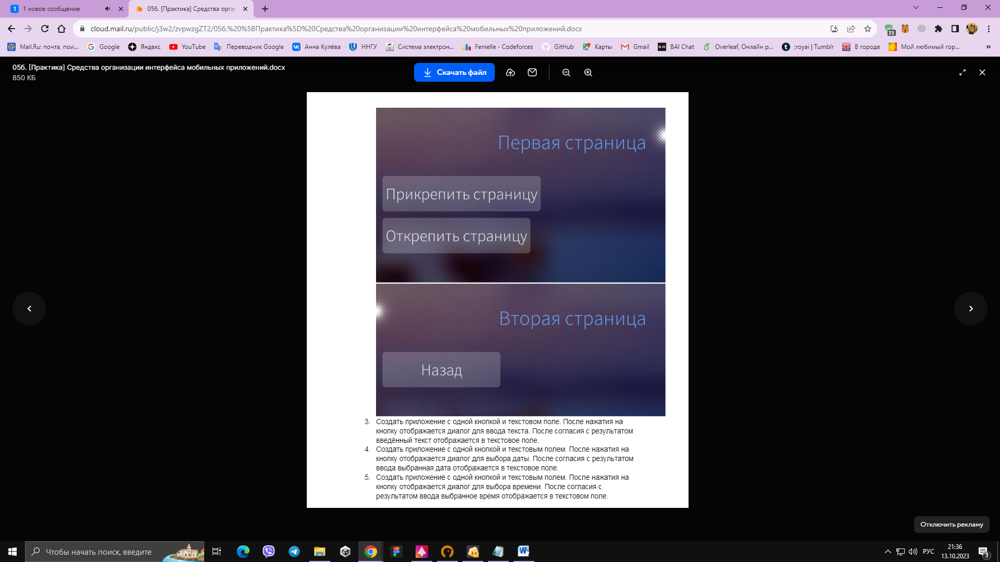 1 новое сообщение
05б. [Практика] Средства орга
cloud.mail.ru/public/j3w2/zvpwzgZT2/05б.%20%5BПрактика%5D%20Средства%20организации%20интерфейса%20мобильных%20приложений.docx
73
Mail.Ru: почта, пои...
Google
Яндекс
YouTube
Переводчик Google
Анна Кулёва
ННГУ
Система электрон...
Fenielle - Codeforces
GitHub
Карты
Gmail
BAI Chat
Overleaf, Онлайн р...
;royai | Tumblr
В городе
Мой любимый гор...
05б. [Практика] Средства организации интерфейса мобильных приложений.docx
850 КБ
Скачать файл
Первая страница
Прикрепить страницу
Открепить страницу
Вторая страница
Назад
3. Создать приложение с одной кнопкой и текстовом поле. После нажатия на
кнопку отображается диалог для ввода текста. После согласия с результатом
введённый текст отображается в текстовое поле.
4. Создать приложение с одной кнопкой и текстовым полем. После нажатия на
кнопку отображается диалог для выбора даты. После согласия с результатом
ввода выбранная дата отображается в текстовое поле.
5. Создать приложение с одной кнопкой и текстовым полем. После нажатия на
кнопку отображается диалог для выбора времени. После согласия с
результатом ввода выбранное время отображается в текстовом поле.
Отключить рекламу
Чтобы начать поиск, введите
2.6
РУС
21:36
13.10.2023
3